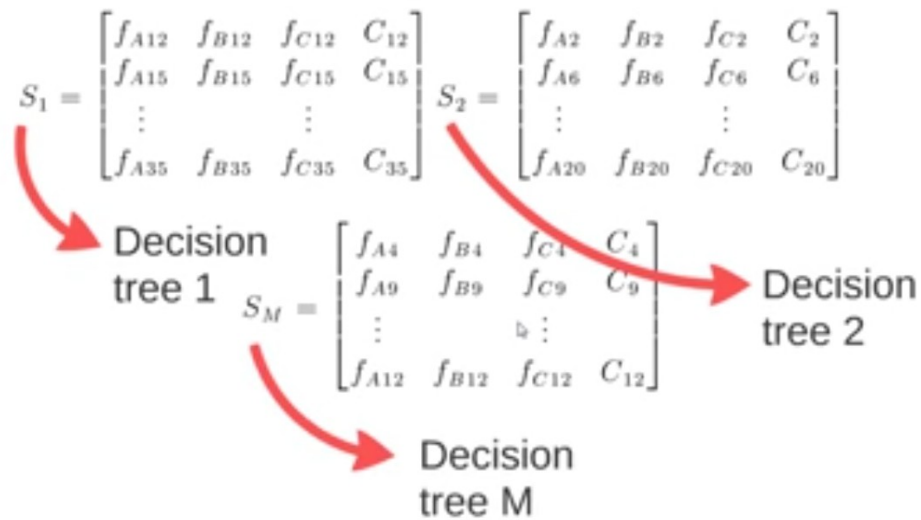 S₁ = [f_A12 f_B12 f_C12 C_12
f_A15 f_B15 f_C15 C_15
⋮ ⋮
f_A35 f_B35 f_C35 C_35]
S₂ = [f_A2 f_B2 f_C2 C_2
f_A6 f_B6 f_C6 C_6
⋮ ⋮
f_A20 f_B20 f_C20 C_20]
Decision
tree 1
Decision
tree 2
S_M = [f_A4 f_B4 f_C4 C_4
f_A9 f_B9 f_C9 C_9
⋮ ⋮
f_A12 f_B12 f_C12 C_12]
Decision
tree M